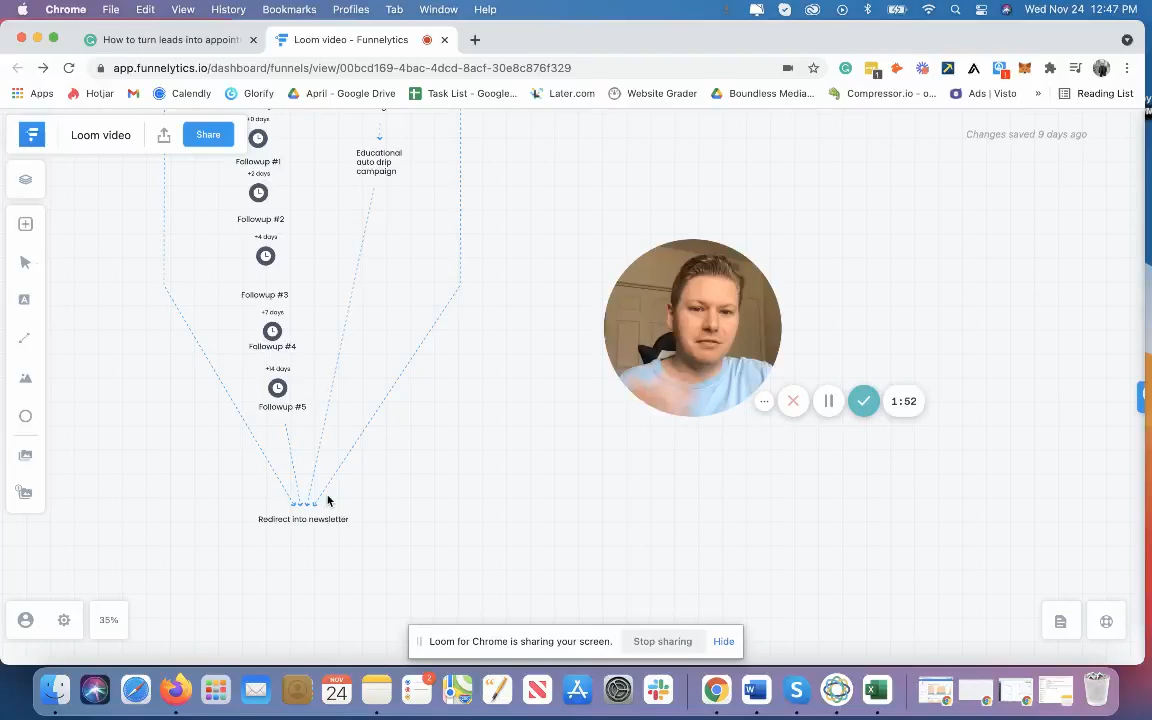 Chrome File Edit View History Bookmarks Profiles Tab Window Help Wed Nov 24 12:47 PM
How to turn leads into appoint
Loom video - Funnelytics
app.funnelytics.io/dashboard/funnels/view/00bcd169-4bac-4dcd-8acf-30e8c876f329
Apps Hotjar Calendly Glorify April - Google Drive Task List - Google... Later.com Website Grader Boundless Media... Compressor.io - o... Ads | Visto » Reading List
Loom video
Share
Changes saved 9 days ago
+0 days
Followup #1
+2 days
Followup #2
+4 days
Followup #3
+7 days
Followup #4
+14 days
Followup #5
Educational
auto drip
campaign
Redirect into newsletter
1:52
35%
Loom for Chrome is sharing your screen.
Stop sharing
Hide
NOV
24
2